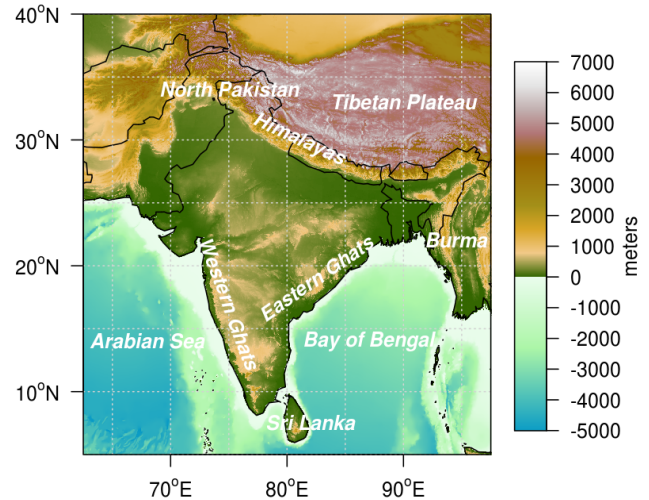 40°N
30°N
20°N
10°N
70°E
80°E
90°E
North Pakistan
Tibetan Plateau
Himalayas
Burma
Western Ghats
Eastern Ghats
Arabian Sea
Bay of Bengal
Sri Lanka
7000
6000
5000
4000
3000
2000
1000
0
-1000
-2000
-3000
-4000
-5000
meters